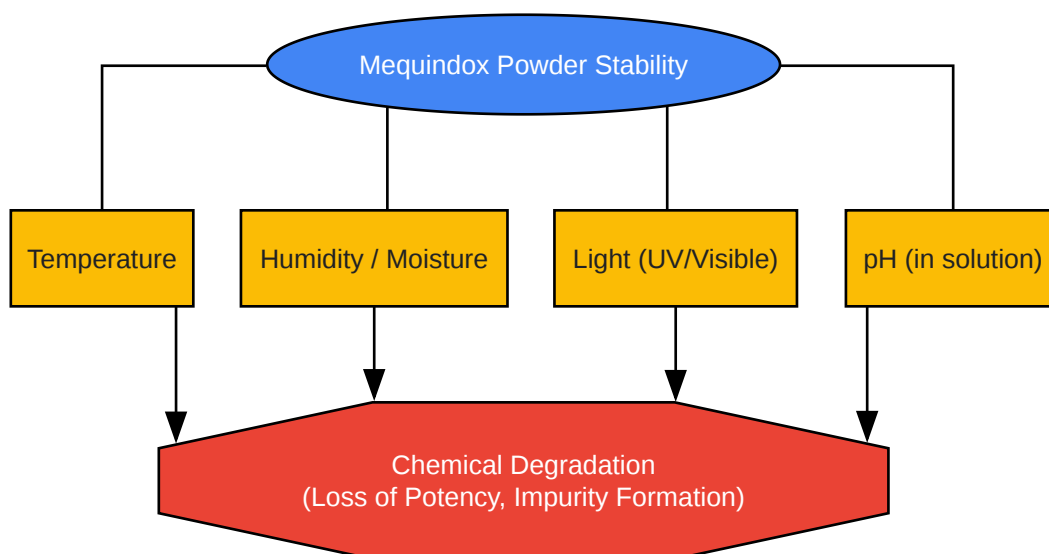 Mequindox Powder Stability
Temperature
Humidity / Moisture
Light (UV/Visible)
pH (in solution)
Chemical Degradation
(Loss of Potency, Impurity Formation)